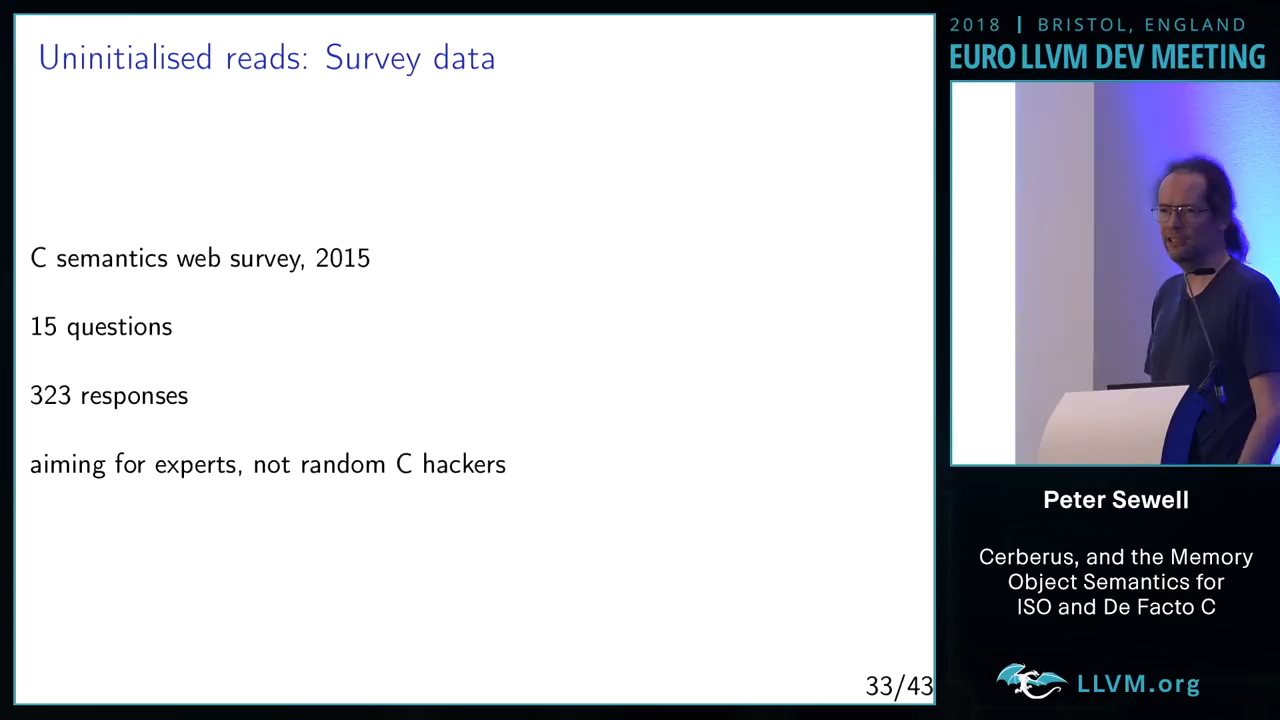 Uninitialised reads: Survey data
C semantics web survey, 2015
15 questions
323 responses
aiming for experts, not random C hackers
33/43
2018 | BRISTOL, ENGLAND
EURO LLVM DEV MEETING
Peter Sewell
Cerberus, and the Memory
Object Semantics for
ISO and De Facto C
LLVM.org